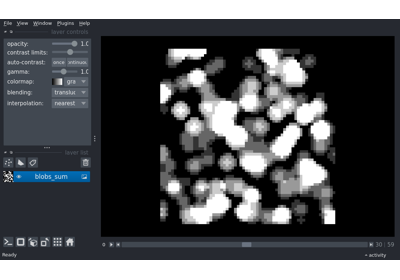 File View Window Plugins Help
layer controls
opacity: 1.0
contrast limits:
auto-contrast: once continuous
gamma: 1.0
colormap: gra
blending: translu
interpolation: nearest
layer list
blobs_sum
30 59
Ready
activity